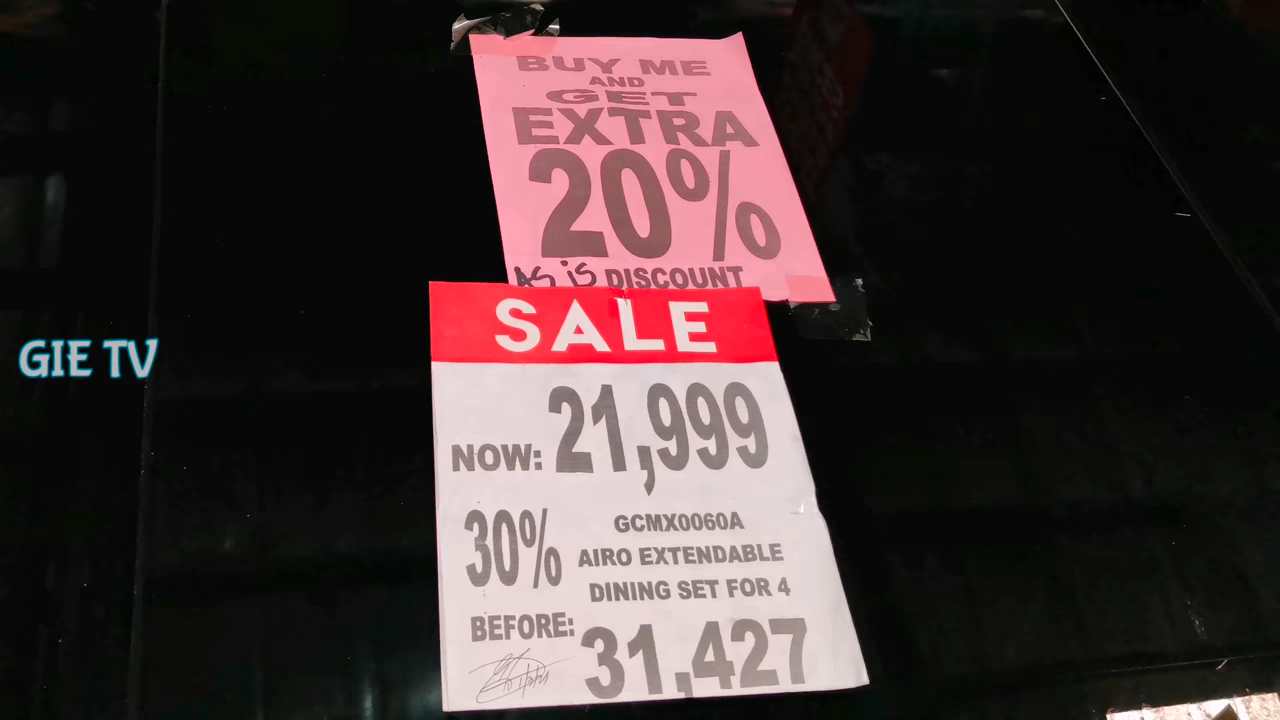 BUY ME
AND
GET
EXTRA
20%
AS iS DISCOUNT
SALE
NOW: 21,999
30%
GCMX0060A
AIRO EXTENDABLE
DINING SET FOR 4
BEFORE: 31,427
GIE TV